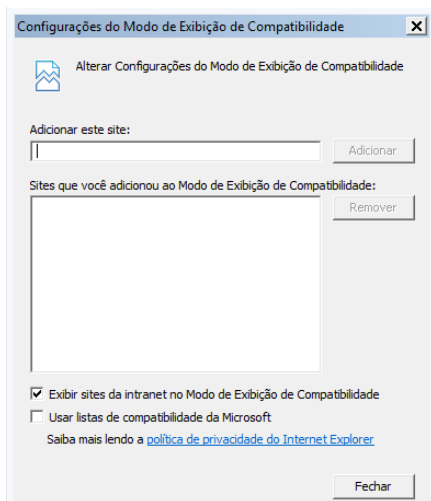 Configurações do Modo de Exibição de Compatibilidade
Alterar Configurações do Modo de Exibição de Compatibilidade
Adicionar este site:
Adicionar
Sites que você adicionou ao Modo de Exibição de Compatibilidade:
Remover
Exibir sites da intranet no Modo de Exibição de Compatibilidade
Usar listas de compatibilidade da Microsoft
Saiba mais lendo a política de privacidade do Internet Explorer
Fechar